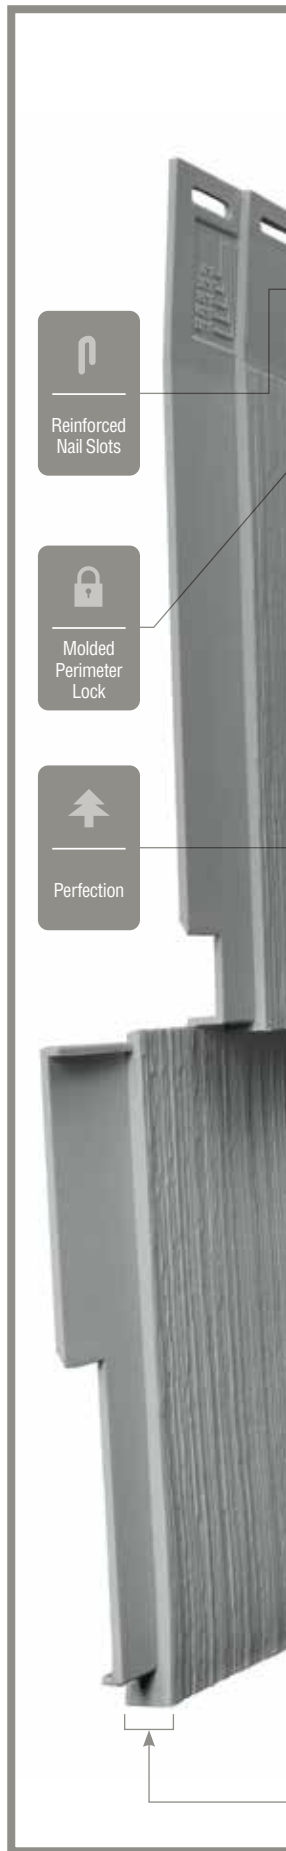 Reinforced
Nail Slots
Molded
Perimeter
Lock
Perfection